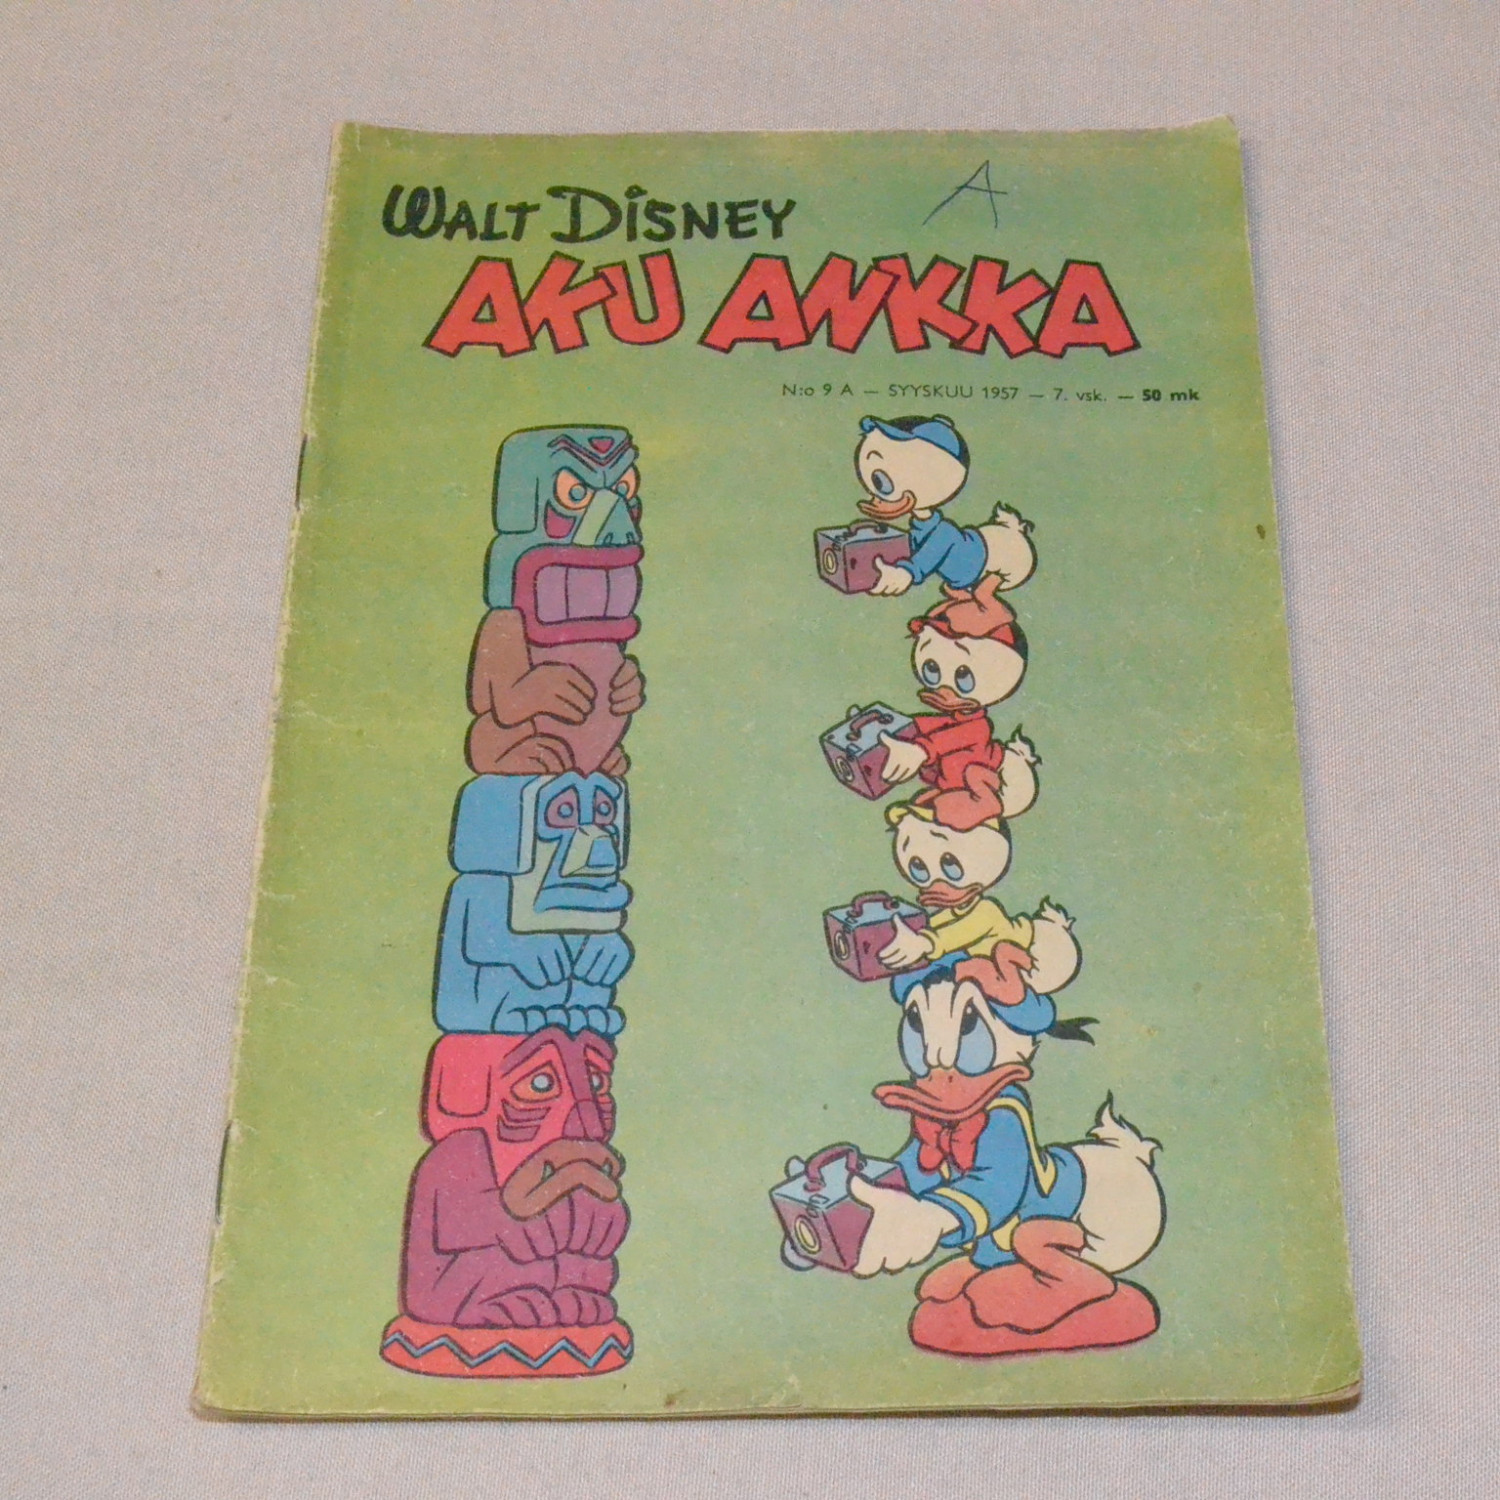 A
WALT DISNEY
AKU ANKKA
N:o 9 A — SYYSKUU 1957 — 7. vsk. — 50 mk